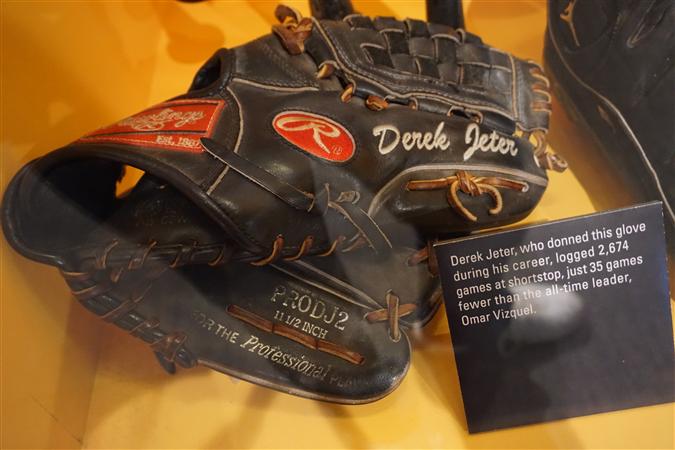 Rawlings
Est. 1887
R
Derek Jeter
PRODJ2
11 1/2 INCH
FOR THE Professional
Derek Jeter, who donned this glove
during his career, logged 2,674
games at shortstop, just 35 games
fewer than the all-time leader,
Omar Vizquel.